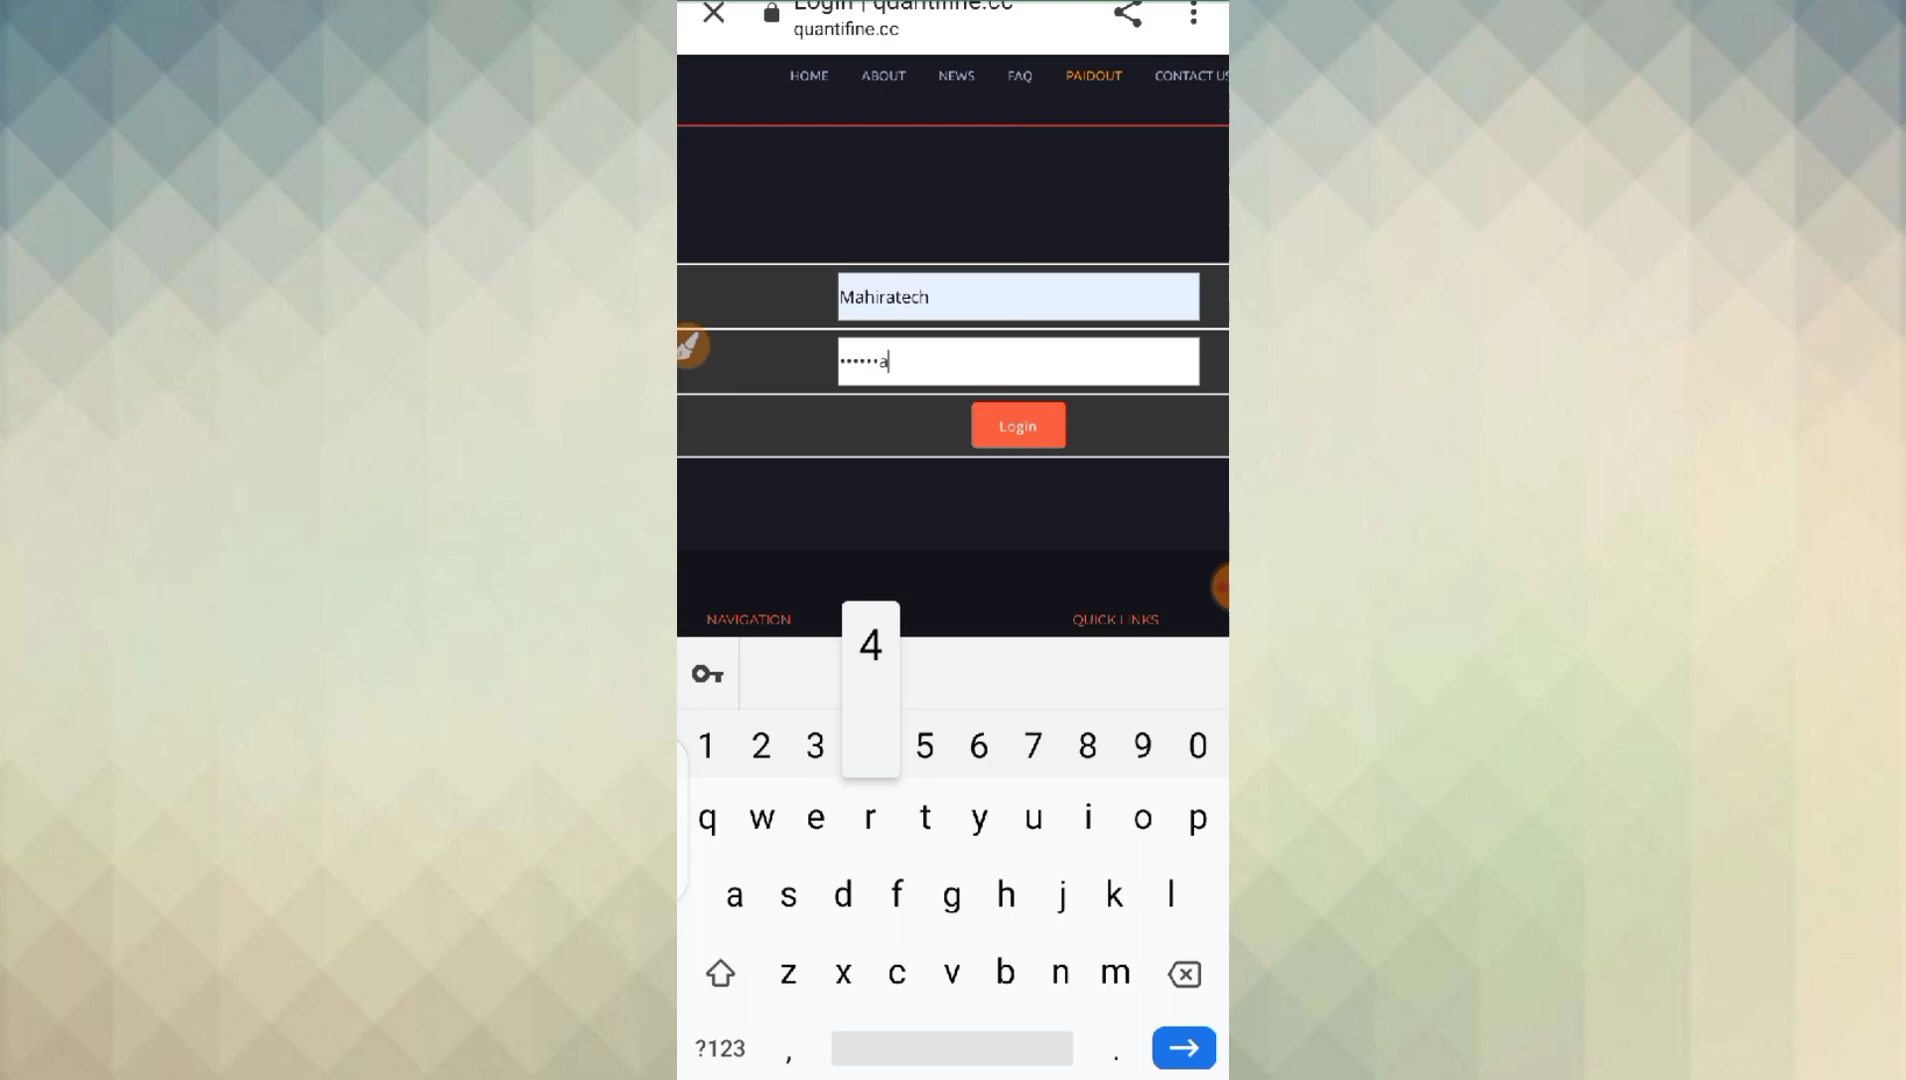 Login | quantifine.cc
quantifine.cc
HOME ABOUT NEWS FAQ PAIDOUT CONTACT US
Mahiratech
••••••a
Login
NAVIGATION QUICK LINKS
4
1 2 3 5 6 7 8 9 0
q w e r t y u i o p
a s d f g h j k l
z x c v b n m
?123 , .